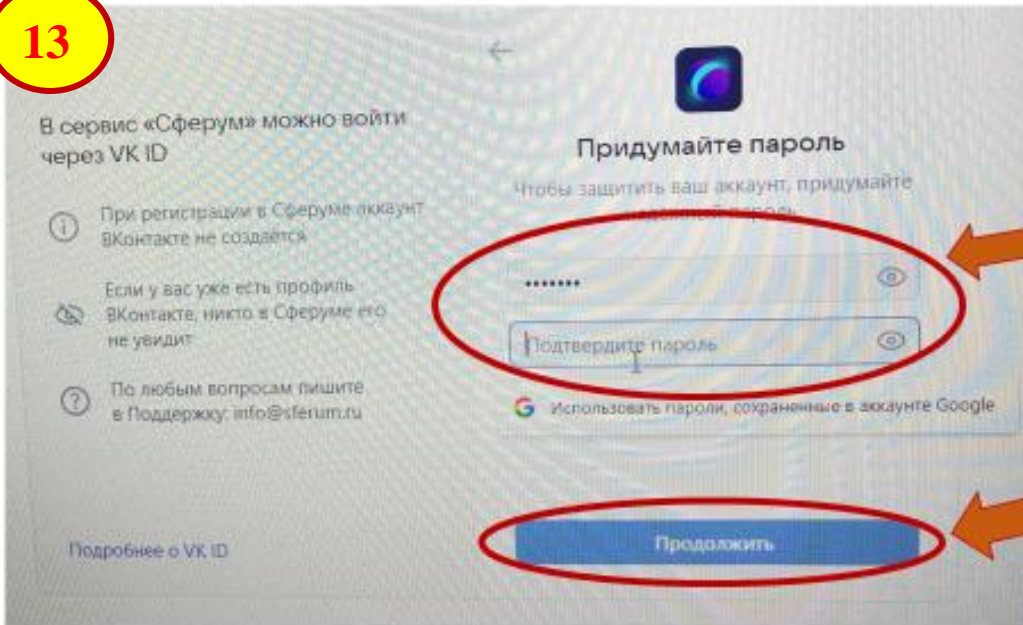 13
В сервис «Сферум» можно войти
через VK ID
При регистрации в Сферуме аккаунт
ВКонтакте не создается
Если у вас уже есть профиль
ВКонтакте, никто в Сферуме его
не увидит
По любым вопросам пишите
в Поддержку: info@sferum.ru
Подробнее о VK ID
Придумайте пароль
Чтобы защитить ваш аккаунт, придумайте
пароль
•••••••
Подтвердите пароль
Использовать пароли, сохраненные в аккаунте Google
Продолжить